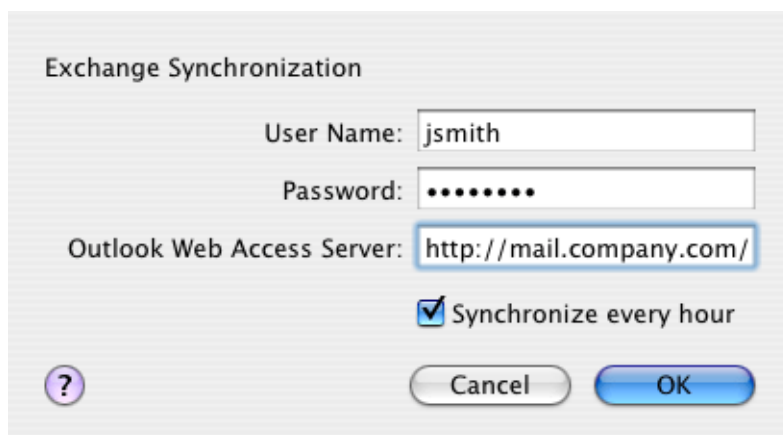 Exchange Synchronization
User Name: jsmith
Password: ••••••••
Outlook Web Access Server: http://mail.company.com/
Synchronize every hour
? Cancel OK